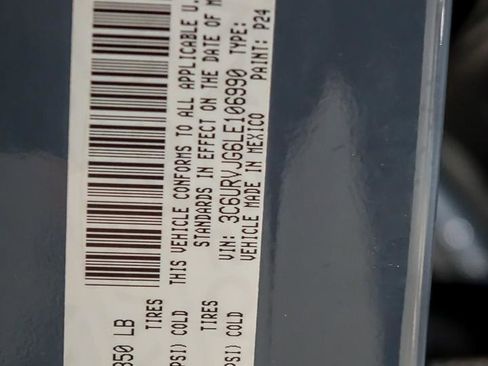 850 LB
TIRES
PSI) COLD
THIS VEHICLE CONFORMS TO ALL APPLICABLE U.
TIRES
STANDARDS IN EFFECT ON THE DATE OF M
PSI) COLD
VIN: 3C6URVJG6LE106990 TYPE:
VEHICLE MADE IN MEXICO PAINT: P24